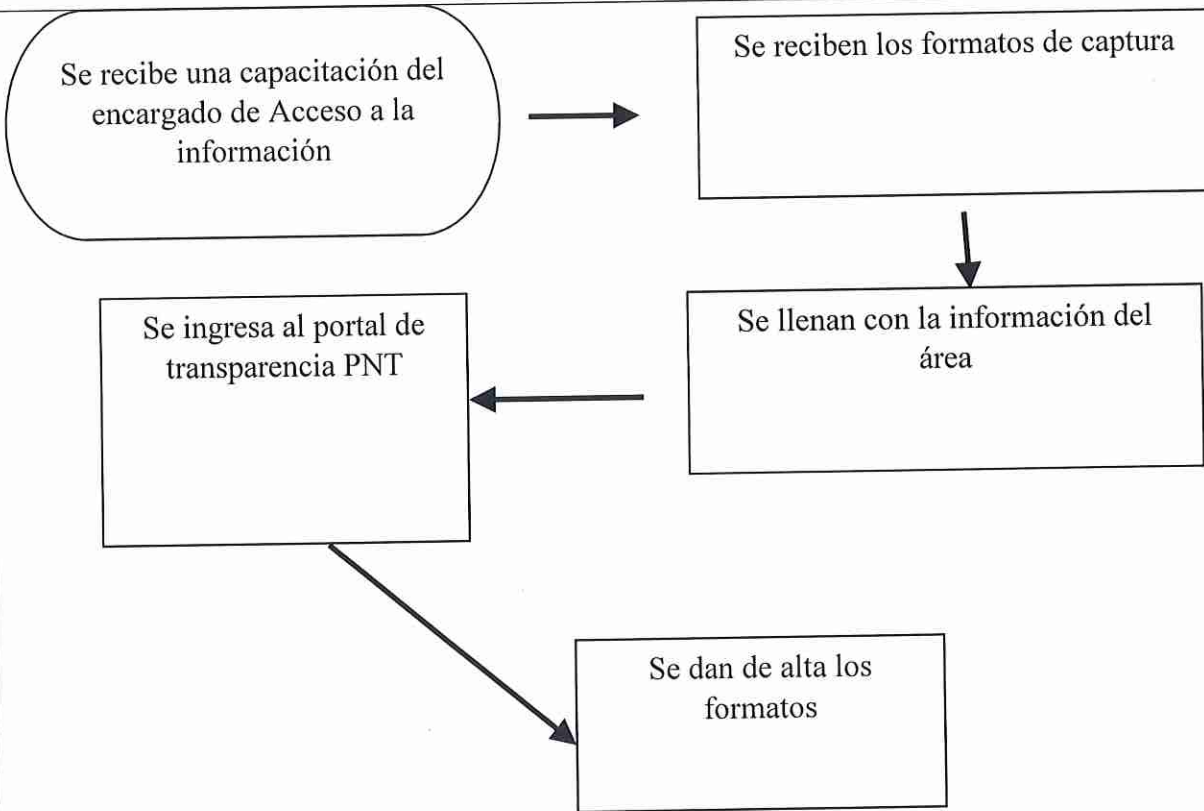 Se recibe una capacitación del
encargado de Acceso a la
información
Se reciben los formatos de captura
Se llenan con la información del
área
Se ingresa al portal de
transparencia PNT
Se dan de alta los
formatos